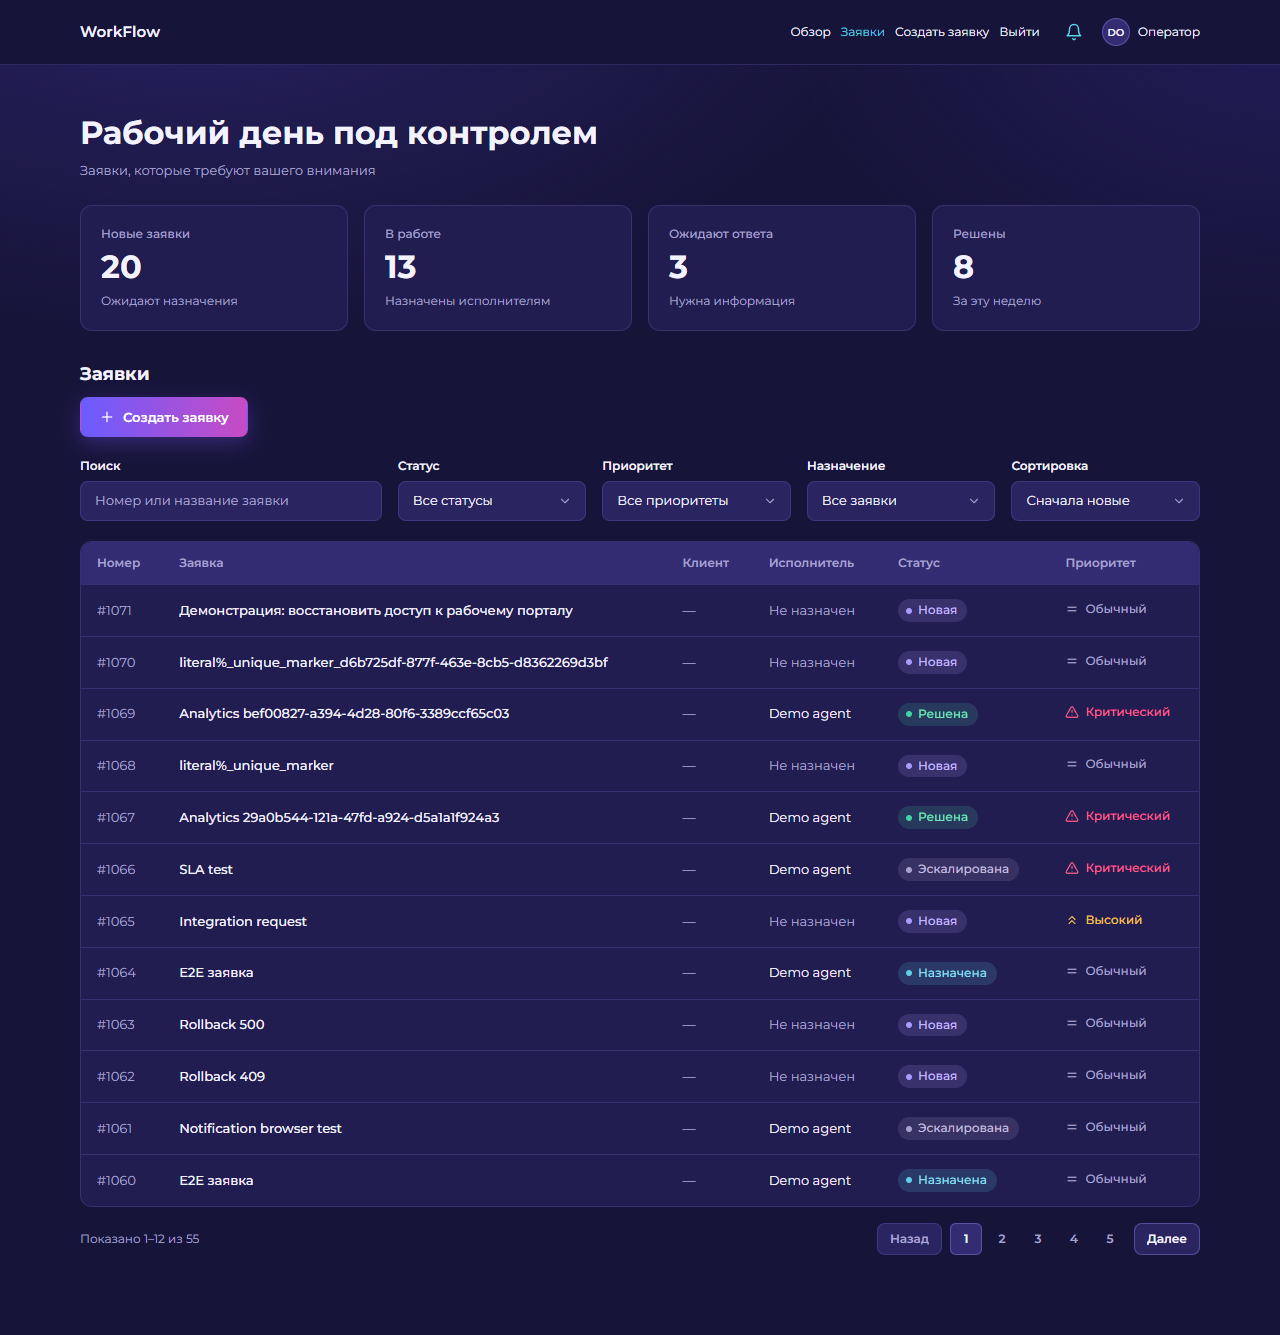 WorkFlow
Обзор Заявки Создать заявку Выйти DO Оператор
Рабочий день под контролем
Заявки, которые требуют вашего внимания
Новые заявки
20
Ожидают назначения
В работе
13
Назначены исполнителям
Ожидают ответа
3
Нужна информация
Решены
8
За эту неделю
Заявки
Создать заявку
Поиск Статус Приоритет Назначение Сортировка
Номер или название заявки Все статусы Все приоритеты Все заявки Сначала новые
Номер Заявка Клиент Исполнитель Статус Приоритет
#1071 Демонстрация: восстановить доступ к рабочему порталу — Не назначен Новая Обычный
#1070 literal%_unique_marker_d6b725df-877f-463e-8cb5-d8362269d3bf — Не назначен Новая Обычный
#1069 Analytics bef00827-a394-4d28-80f6-3389ccf65c03 — Demo agent Решена Критический
#1068 literal%_unique_marker — Не назначен Новая Обычный
#1067 Analytics 29a0b544-121a-47fd-a924-d5a1a1f924a3 — Demo agent Решена Критический
#1066 SLA test — Demo agent Эскалирована Критический
#1065 Integration request — Не назначен Новая Высокий
#1064 E2E заявка — Demo agent Назначена Обычный
#1063 Rollback 500 — Не назначен Новая Обычный
#1062 Rollback 409 — Не назначен Новая Обычный
#1061 Notification browser test — Demo agent Эскалирована Обычный
#1060 E2E заявка — Demo agent Назначена Обычный
Показано 1–12 из 55 Назад 1 2 3 4 5 Далее